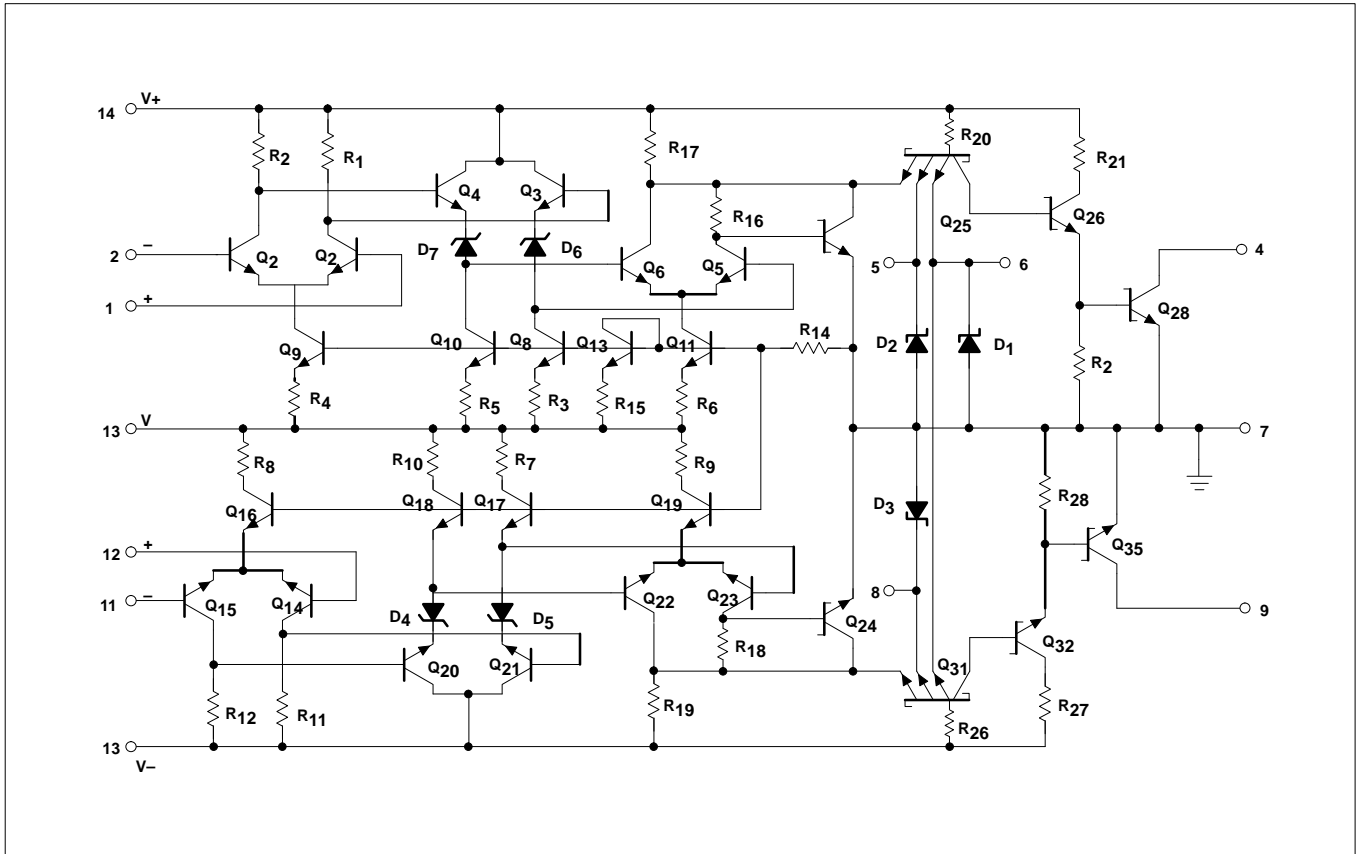 14 V+
R2
R1
R17
R20
R21
Q4
Q3
Q25
Q26
R16
2 –
Q2
Q2
D7
D6
Q6
Q5
5
6
4
1 +
Q28
Q9
Q10
Q8
Q13
Q11
R14
D2
D1
R2
R4
R5
R3
R15
R6
13 V
7
R8
R10
R7
R9
Q16
Q18
Q17
Q19
D3
R28
Q35
12 +
11 –
Q15
Q14
D4
D5
Q22
Q23
8
Q24
9
Q20
Q21
R18
Q31
Q32
R12
R11
R19
R26
R27
13
V–